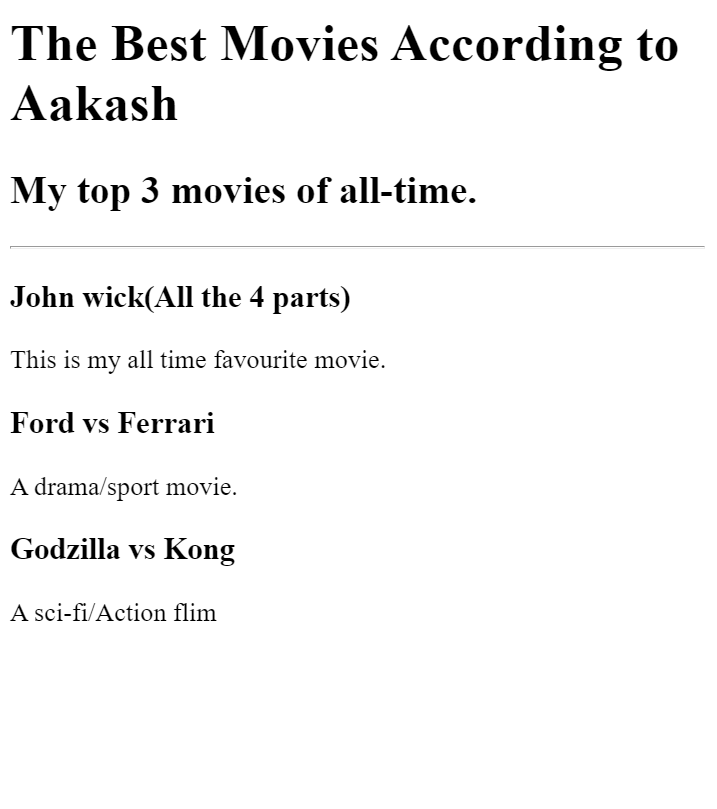 The Best Movies According to
Aakash
My top 3 movies of all-time.
John wick(All the 4 parts)
This is my all time favourite movie.
Ford vs Ferrari
A drama/sport movie.
Godzilla vs Kong
A sci-fi/Action flim